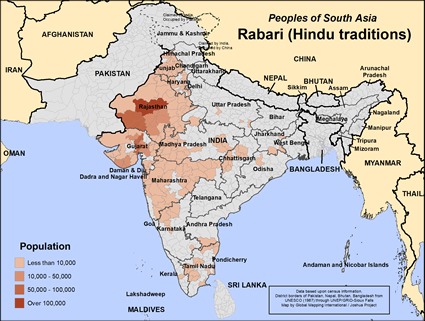 Peoples of South Asia
Rabari (Hindu traditions)
AFGHANISTAN
Claimed by India,
Occupied by Pakistan
Jammu & Kashmir
Claimed by India,
Occupied by China
CHINA
Himachal Pradesh
Punjab
Chandigarh
Uttarakhand
Haryana
Delhi
IRAN
PAKISTAN
NEPAL
BHUTAN
Arunachal
Pradesh
Sikkim
Assam
Rajasthan
Uttar Pradesh
Bihar
Meghalaya
Nagaland
Manipur
Tripura
Mizoram
OMAN
Gujarat
Madhya Pradesh
INDIA
Jharkhand
West Bengal
Chhattisgarh
Odisha
BANGLADESH
MYANMAR
Daman & Diu
Dadra and Nagar Haveli
Maharashtra
THAILA
Telangana
Goa
Karnataka
Andhra Pradesh
Pondicherry
Tamil Nadu
Kerala
Lakshadweep
SRI LANKA
MALDIVES
Andaman and Nicobar Islands
Population
Less than 10,000
10,000 - 50,000
50,000 - 100,000
Over 100,000
Data based upon census information.
District borders of Pakistan, Nepal, Bhutan, Bangladesh from
UNESCO (1987) through UNEP/GRID-Sioux Falls
Map by Global Mapping International / Joshua Project